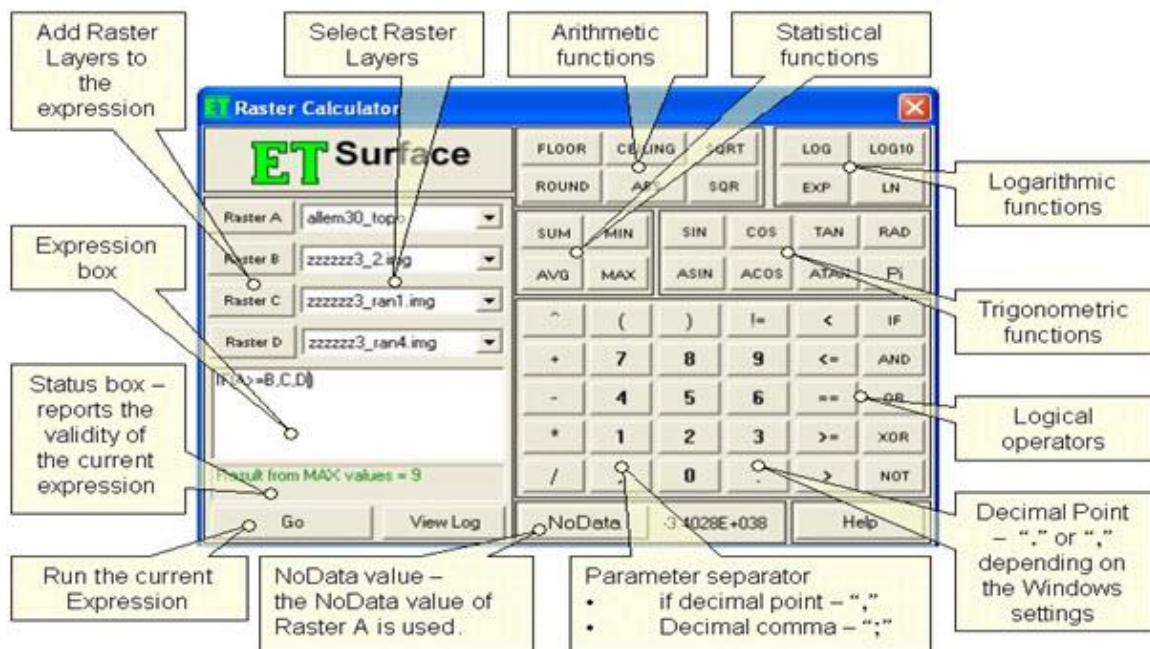 Add Raster
Layers to
the
expression
Select Raster
Layers
Arithmetic
functions
Statistical
functions
ET Raster Calculator
ET Surface
FLOOR CEILING SQRT
ROUND ABS SQR
LOG LOG10
EXP LN
Logarithmic
functions
Expression
box
Raster A allem30_topo
Raster B zzzzzz3_2.img
Raster C zzzzzz3_ran1.img
Raster D zzzzzz3_ran4.img
SUM MIN
AVG MAX
SIN COS TAN RAD
ASIN ACOS ATAN Pi
Trigonometric
functions
^ ( ) != < IF
+ 7 8 9 <= AND
- 4 5 6 == OR
* 1 2 3 >= XOR
/ , 0 . > NOT
Status box –
reports the
validity of
the current
expression
IF(A>=B,C,D)
Result from MAX values = 9
Logical
operators
Go View Log NoData -3.4028E+038 Help
Decimal Point
– “.” or “,”
depending on
the Windows
settings
Run the current
Expression
NoData value –
the NoData value of
Raster A is used.
Parameter separator
• if decimal point – “,”
• Decimal comma – “;”